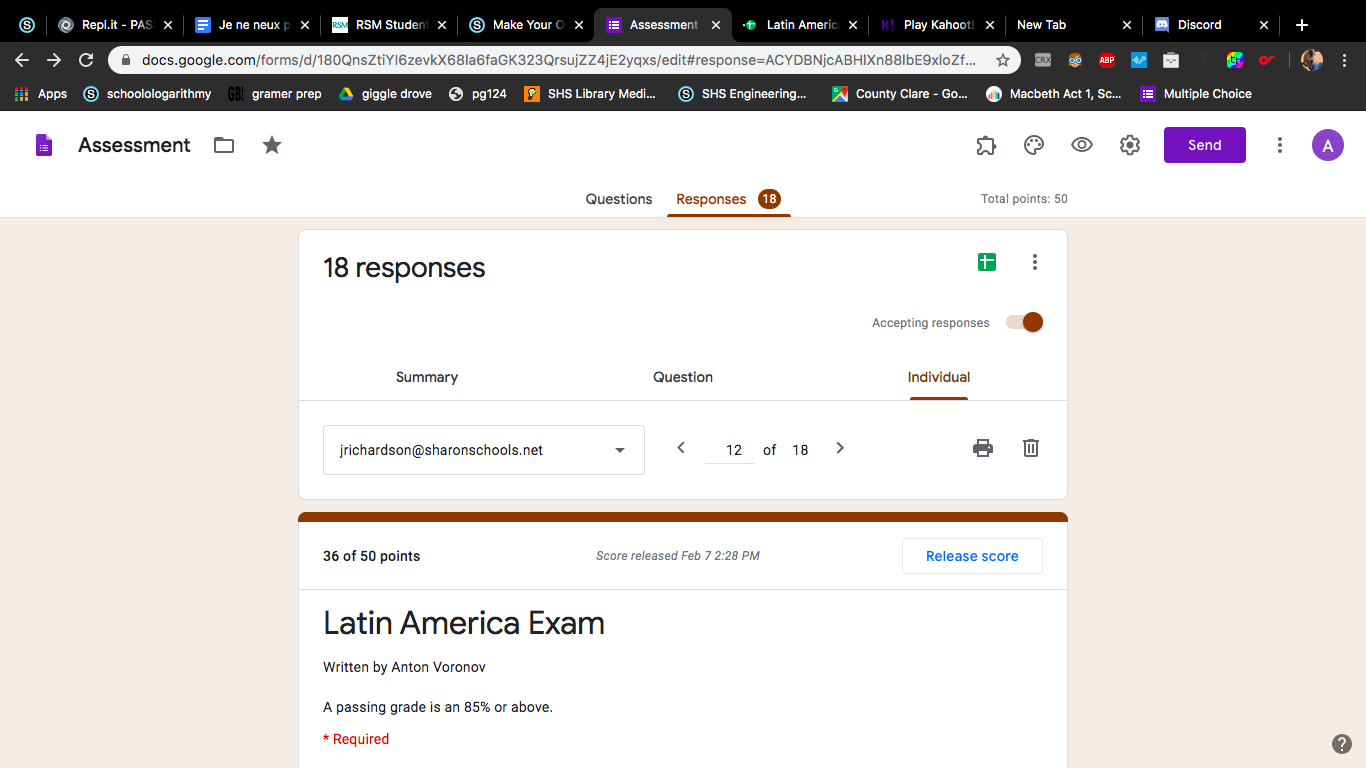 Repl.it - PAS
Je ne neux p
RSM Student
Make Your O
Assessment
Latin Americ
Play Kahoot!
New Tab
Discord
docs.google.com/forms/d/180QnsZtiYI6zevkX68Ia6faGK323QrsujZZ4jE2yqxs/edit#response=ACYDBNjcABHlXn88IbE9xIoZf...
Apps
schoolologarithmy
gramer prep
giggle drove
pg124
SHS Library Medi...
SHS Engineering...
County Clare - Go...
Macbeth Act 1, Sc...
Multiple Choice
Assessment
Send
A
Questions
Responses 18
Total points: 50
18 responses
Accepting responses
Summary
Question
Individual
jrichardson@sharonschools.net
12 of 18
36 of 50 points
Score released Feb 7 2:28 PM
Release score
Latin America Exam
Written by Anton Voronov
A passing grade is an 85% or above.
* Required